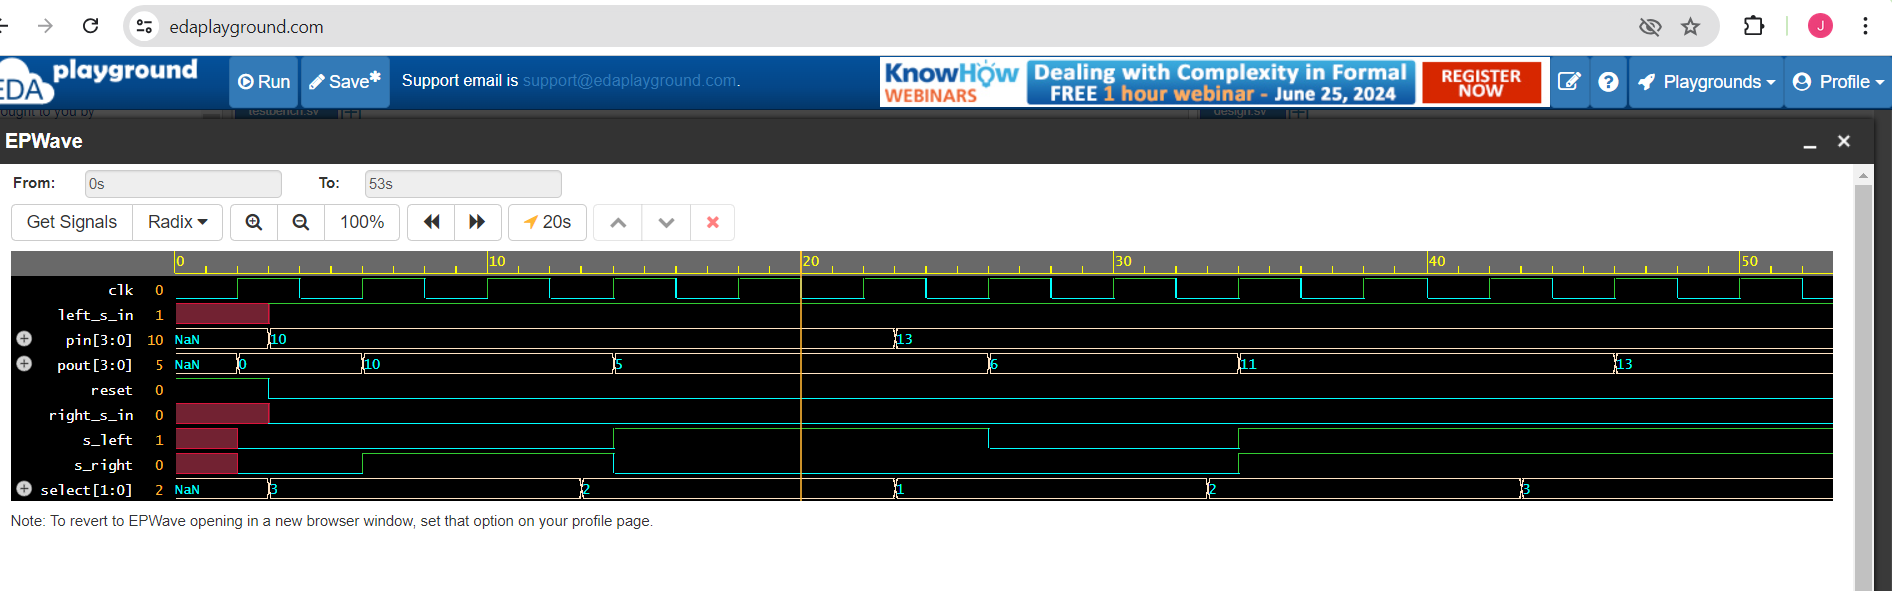 edaplayground.com
J
EDA playground
Run
Save*
Support email is support@edaplayground.com.
KnowHow WEBINARS
Dealing with Complexity in Formal
FREE 1 hour webinar - June 25, 2024
REGISTER NOW
Playgrounds
Profile
testbench.sv
design.sv
EPWave
From: 0s To: 53s
Get Signals Radix 100% 20s
0 10 20 30 40 50
clk 0
left_s_in 1
pin[3:0] 10 NaN 10 13
pout[3:0] 5 NaN 0 10 5 6 11 13
reset 0
right_s_in 0
s_left 1
s_right 0
select[1:0] 2 NaN 3 2 1 2 3
Note: To revert to EPWave opening in a new browser window, set that option on your profile page.